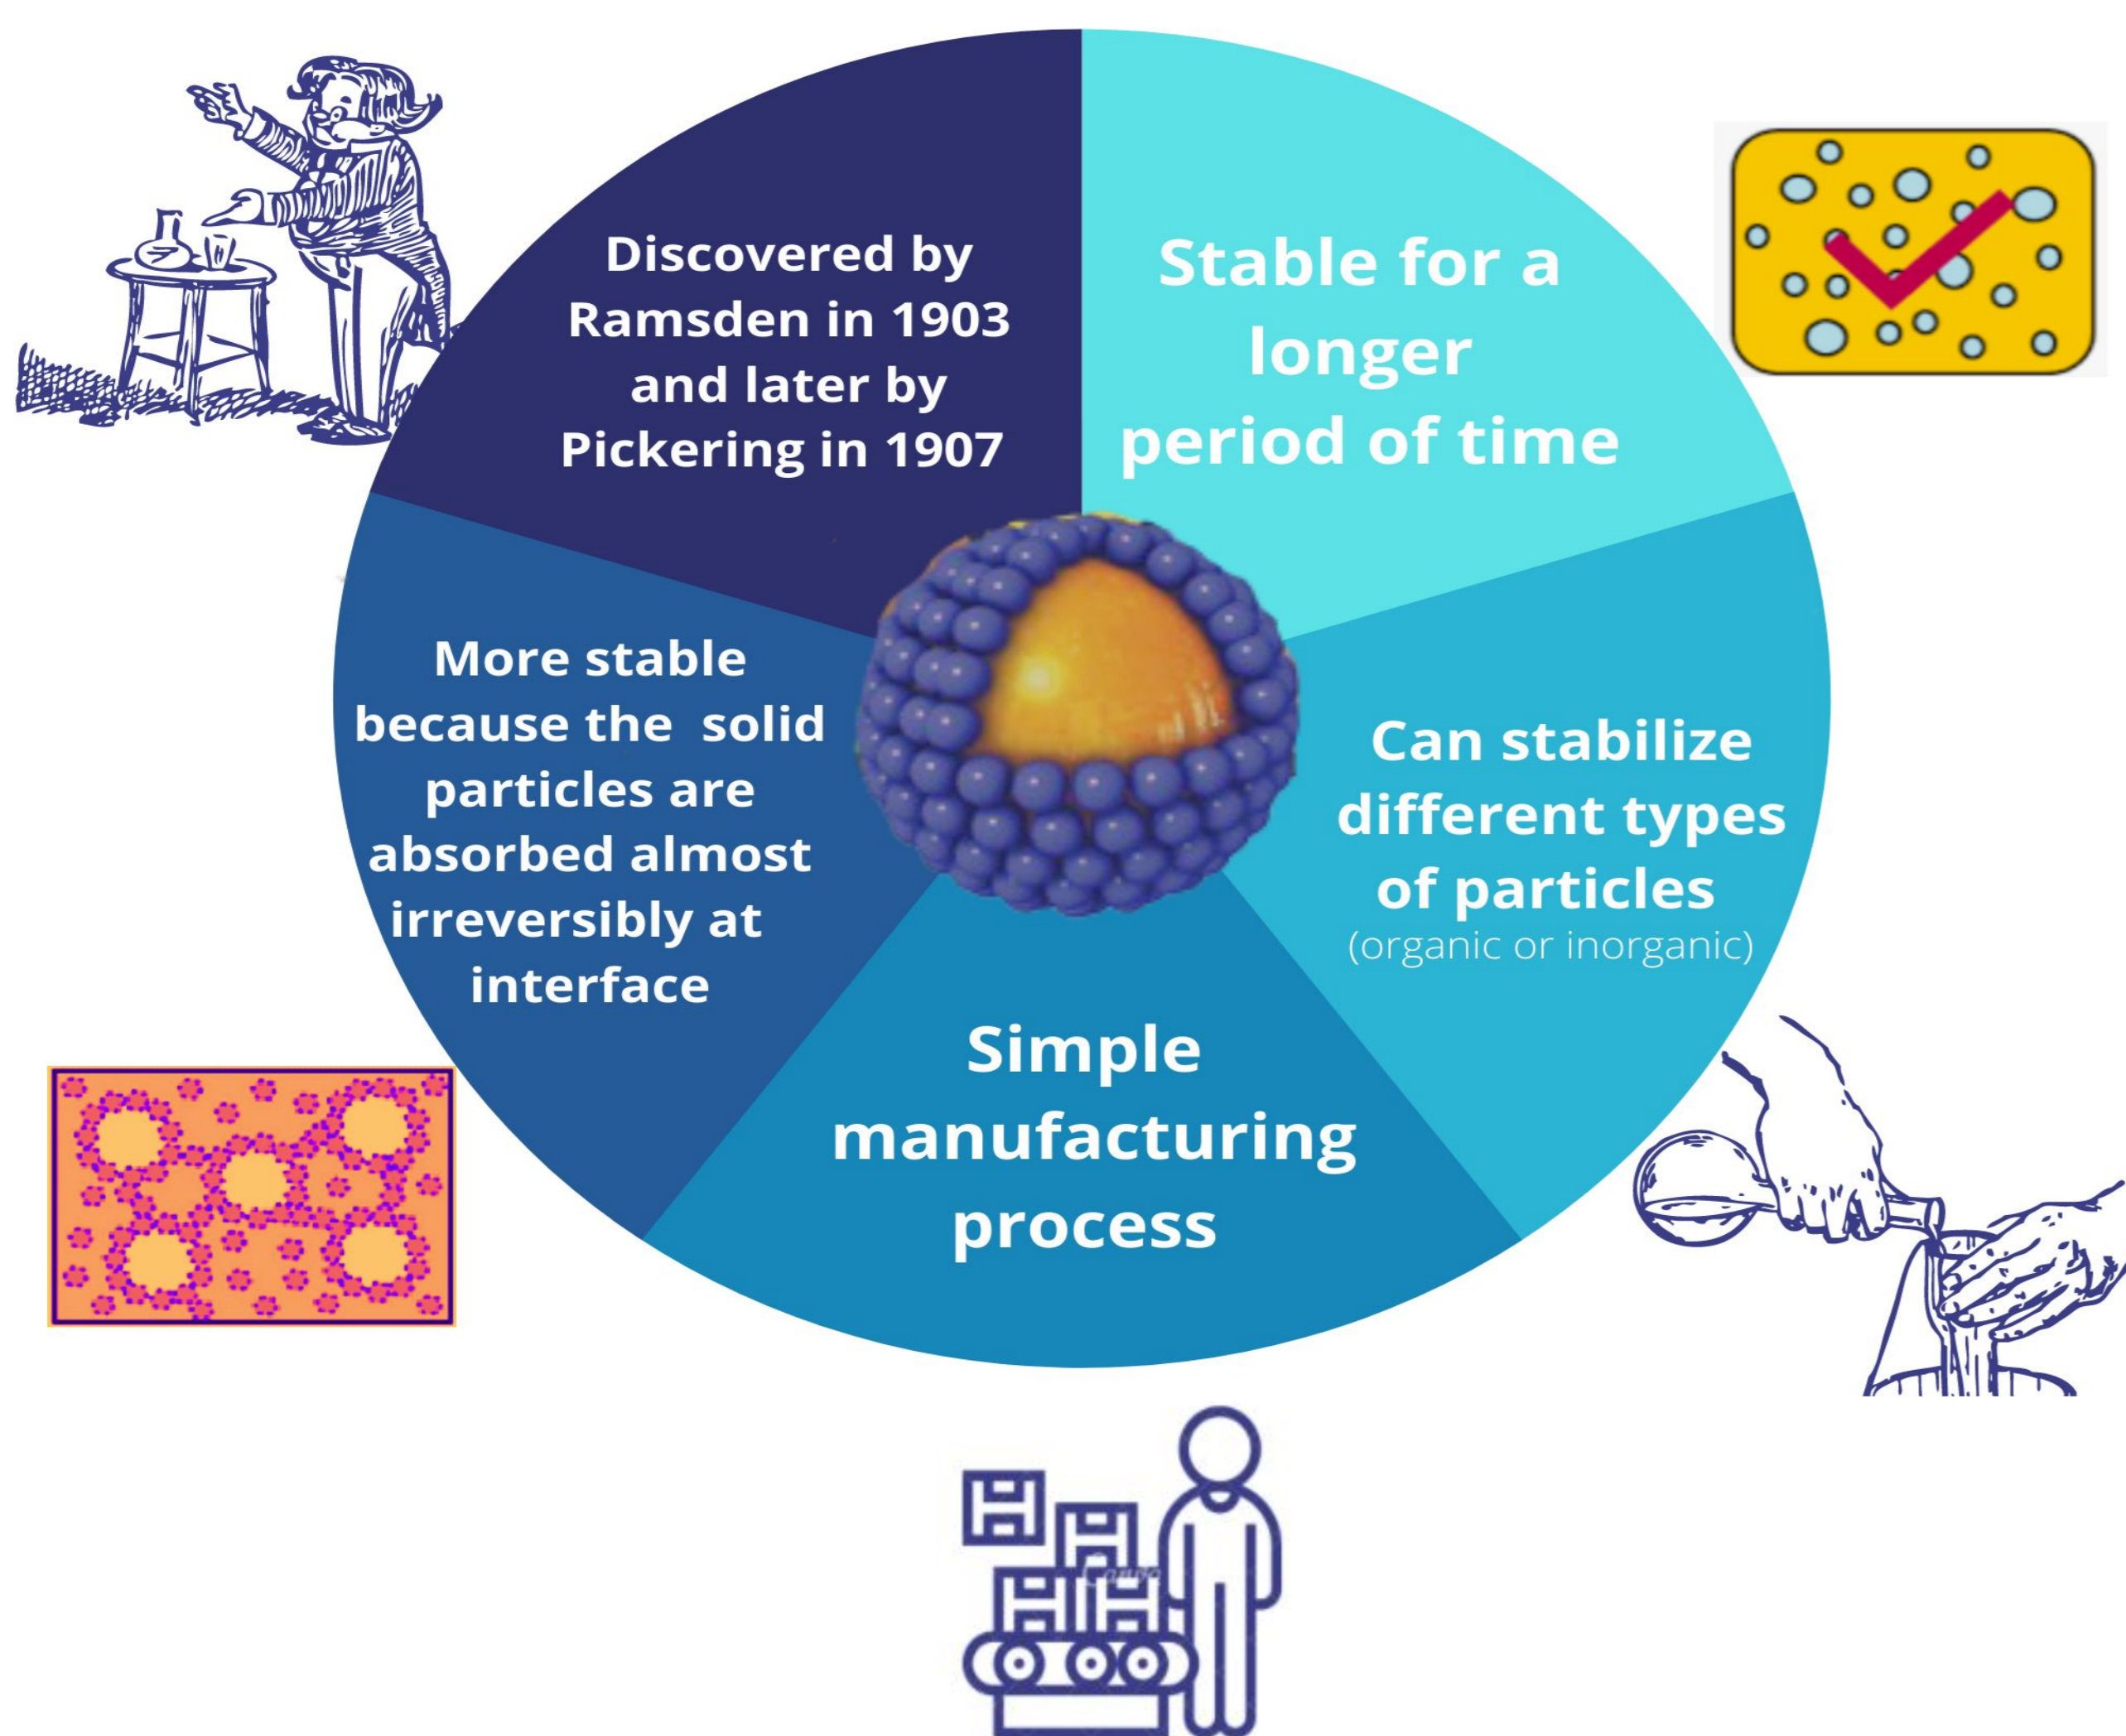 Discovered by
Ramsden in 1903
and later by
Pickering in 1907
Stable for a
longer
period of time
More stable
because the  solid
particles are
absorbed almost
irreversibly at
interface
Can stabilize
different types
of particles
(organic or inorganic)
Simple
manufacturing
process
Canva